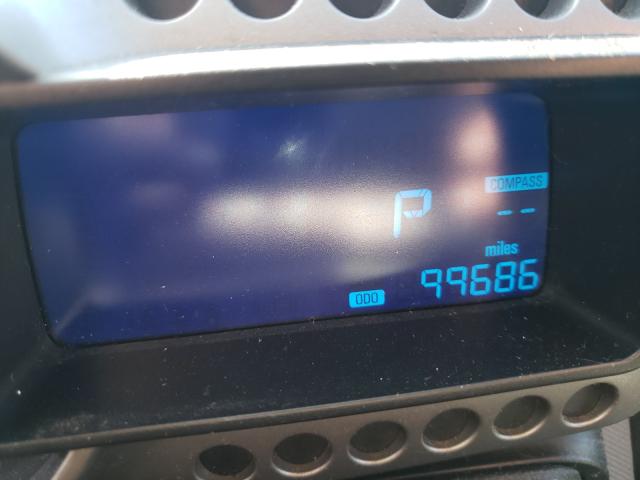 COMPASS
P --
miles
ODO 99686